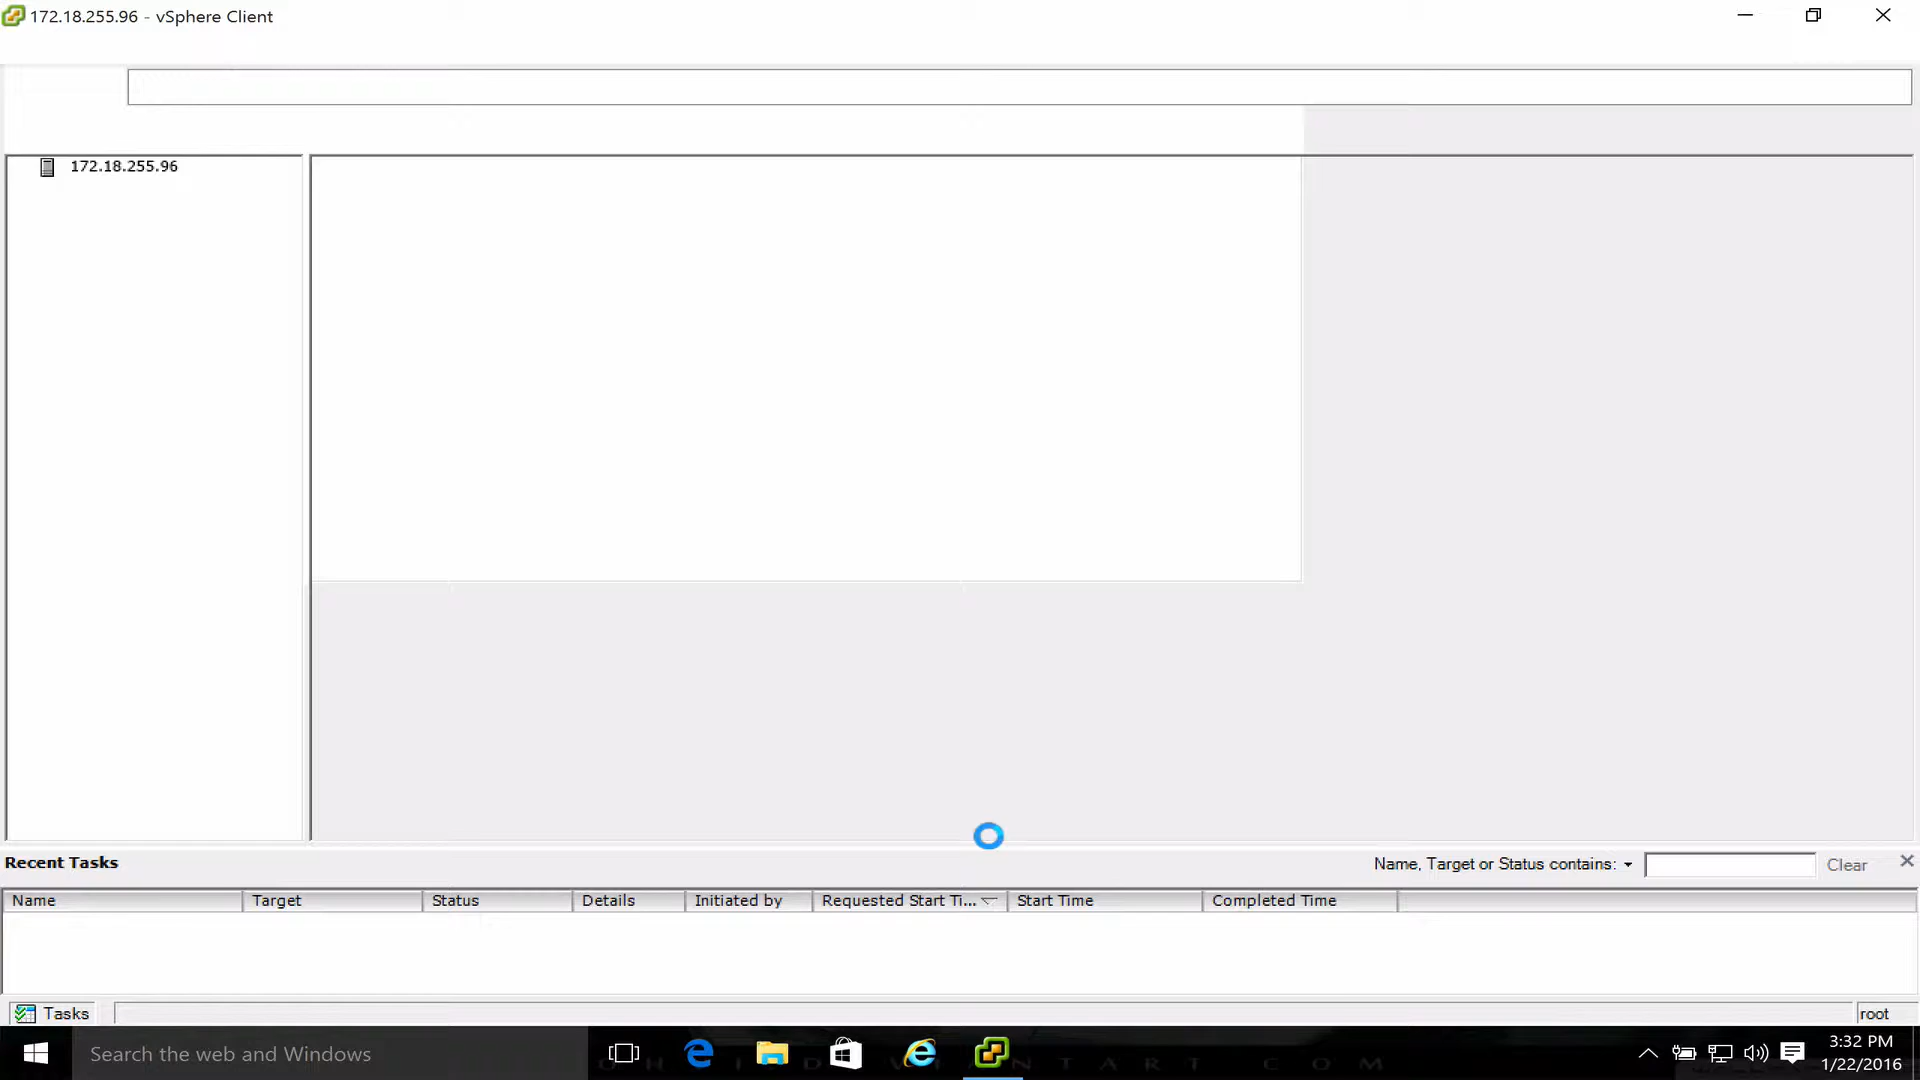 172.18.255.96 - vSphere Client
172.18.255.96
Recent Tasks
Name, Target or Status contains:
Clear
Name Target Status Details Initiated by Requested Start Ti... Start Time Completed Time
Tasks
root
Search the web and Windows
3:32 PM
1/22/2016